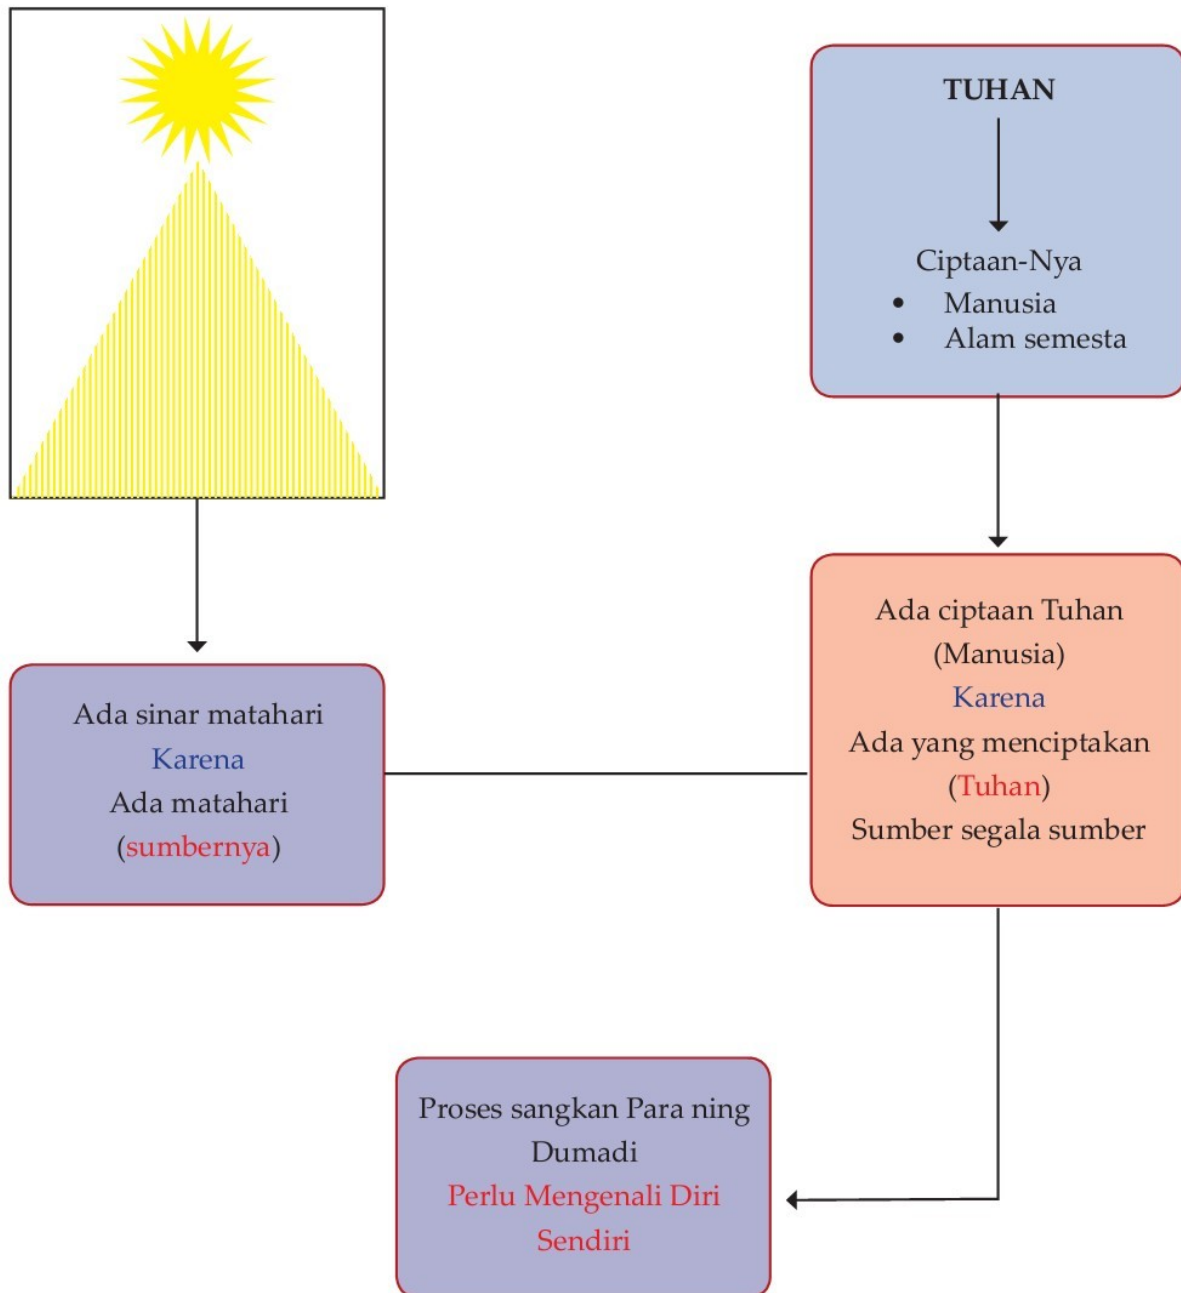 TUHAN
Ciptaan-Nya
• Manusia
• Alam semesta
Ada sinar matahari
Karena
Ada matahari
(sumbernya)
Ada ciptaan Tuhan
(Manusia)
Karena
Ada yang menciptakan
(Tuhan)
Sumber segala sumber
Proses sangkan Para ning
Dumadi
Perlu Mengenali Diri
Sendiri